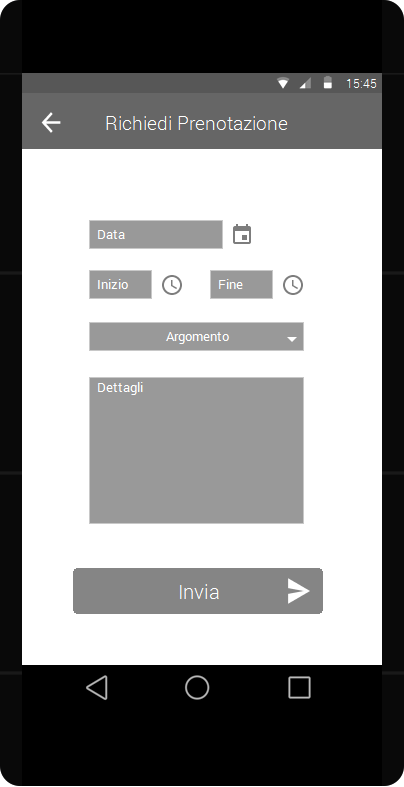 15:45
Richiedi Prenotazione
Data
Inizio Fine
Argomento
Dettagli
Invia